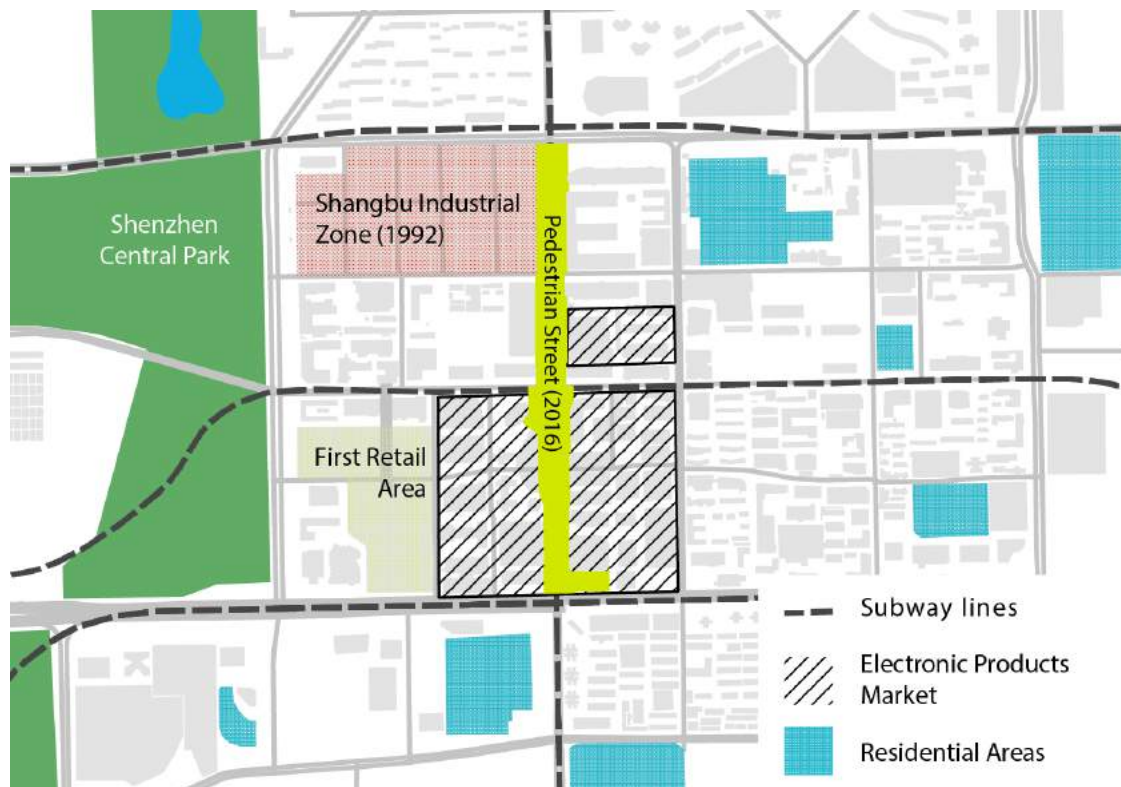 Shenzhen
Central Park
Shangbu Industrial
Zone (1992)
Pedestrian Street (2016)
First Retail
Area
Subway lines
Electronic Products
Market
Residential Areas